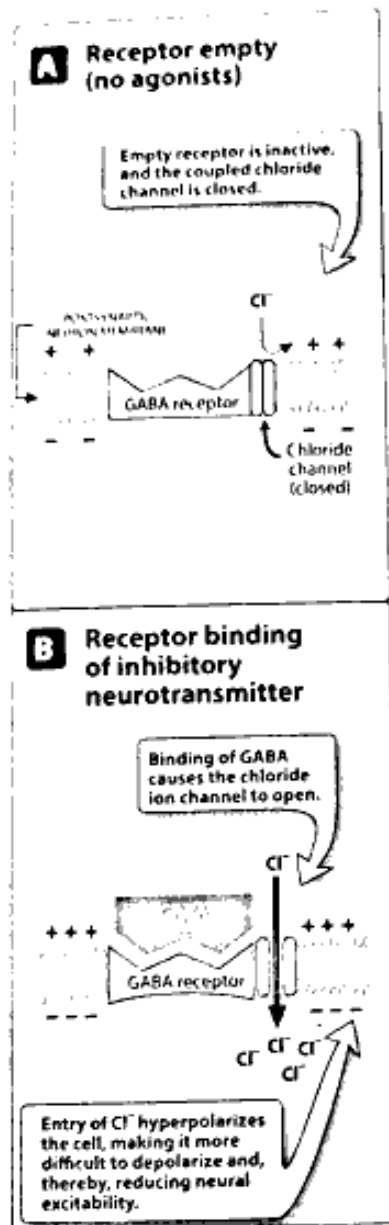 A Receptor empty
(no agonists)
Empty receptor is inactive,
and the coupled chloride
channel is closed.
Cl⁻
+ +
+ +
GABA receptor
− −
−
Chloride
channel
(closed)
B Receptor binding
of inhibitory
neurotransmitter
Binding of GABA
causes the chloride
ion channel to open.
Cl⁻
+ + +
+ + +
GABA receptor
− − −
− − − −
Cl⁻ Cl⁻ Cl⁻
Cl⁻
Entry of Cl⁻ hyperpolarizes
the cell, making it more
difficult to depolarize and,
thereby, reducing neural
excitability.